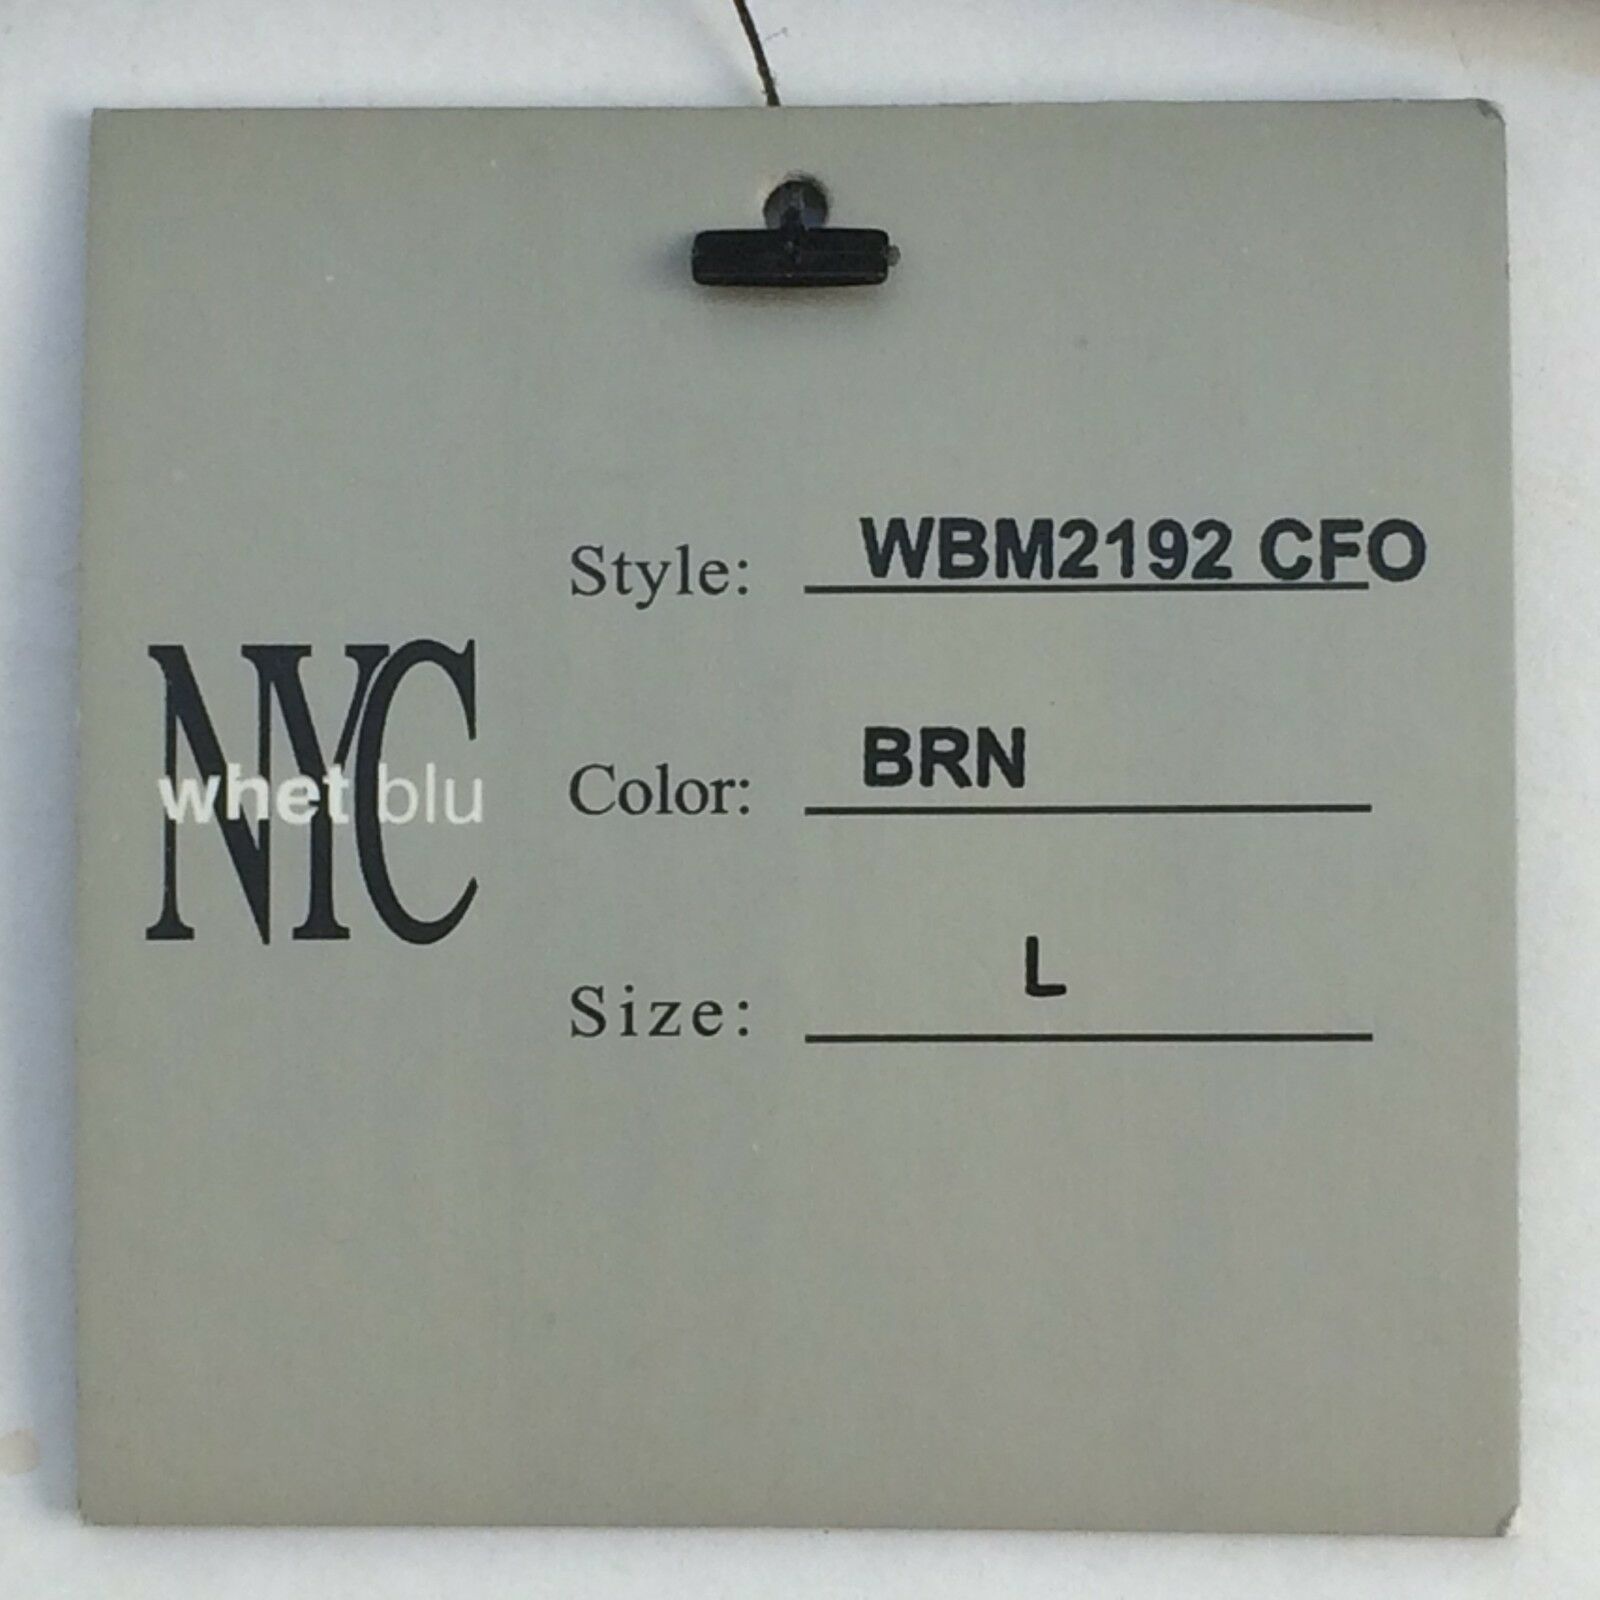 Style: WBM2192 CFO
NYC
whet blu
Color: BRN
Size: L